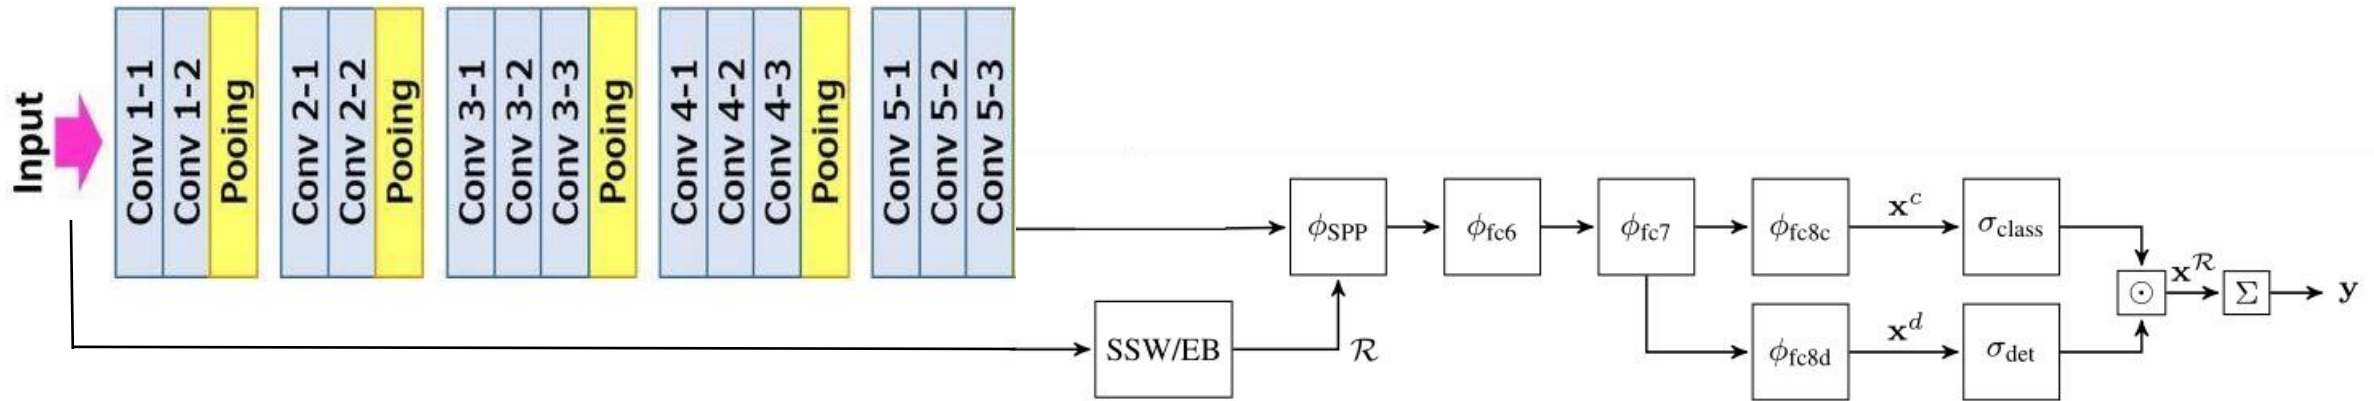 Input
Conv 1-1
Conv 1-2
Pooing
Conv 2-1
Conv 2-2
Pooing
Conv 3-1
Conv 3-2
Conv 3-3
Pooing
Conv 4-1
Conv 4-2
Conv 4-3
Pooing
Conv 5-1
Conv 5-2
Conv 5-3
ϕSPP
ϕfc6
ϕfc7
ϕfc8c
x^c
σclass
⊙
x^ℛ
Σ
y
SSW/EB
ℛ
ϕfc8d
x^d
σdet